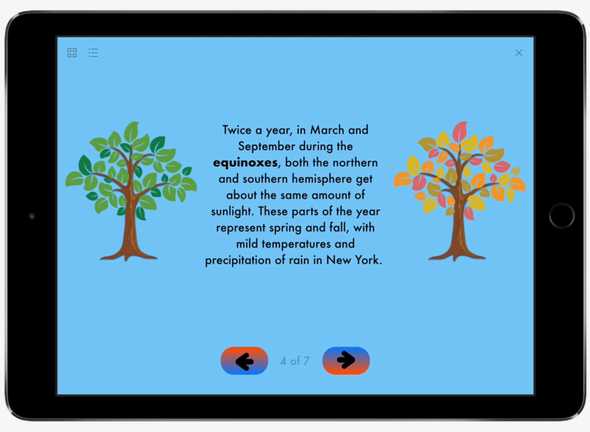 Twice a year, in March and
September during the
equinoxes, both the northern
and southern hemisphere get
about the same amount of
sunlight. These parts of the year
represent spring and fall, with
mild temperatures and
precipitation of rain in New York.
4 of 7